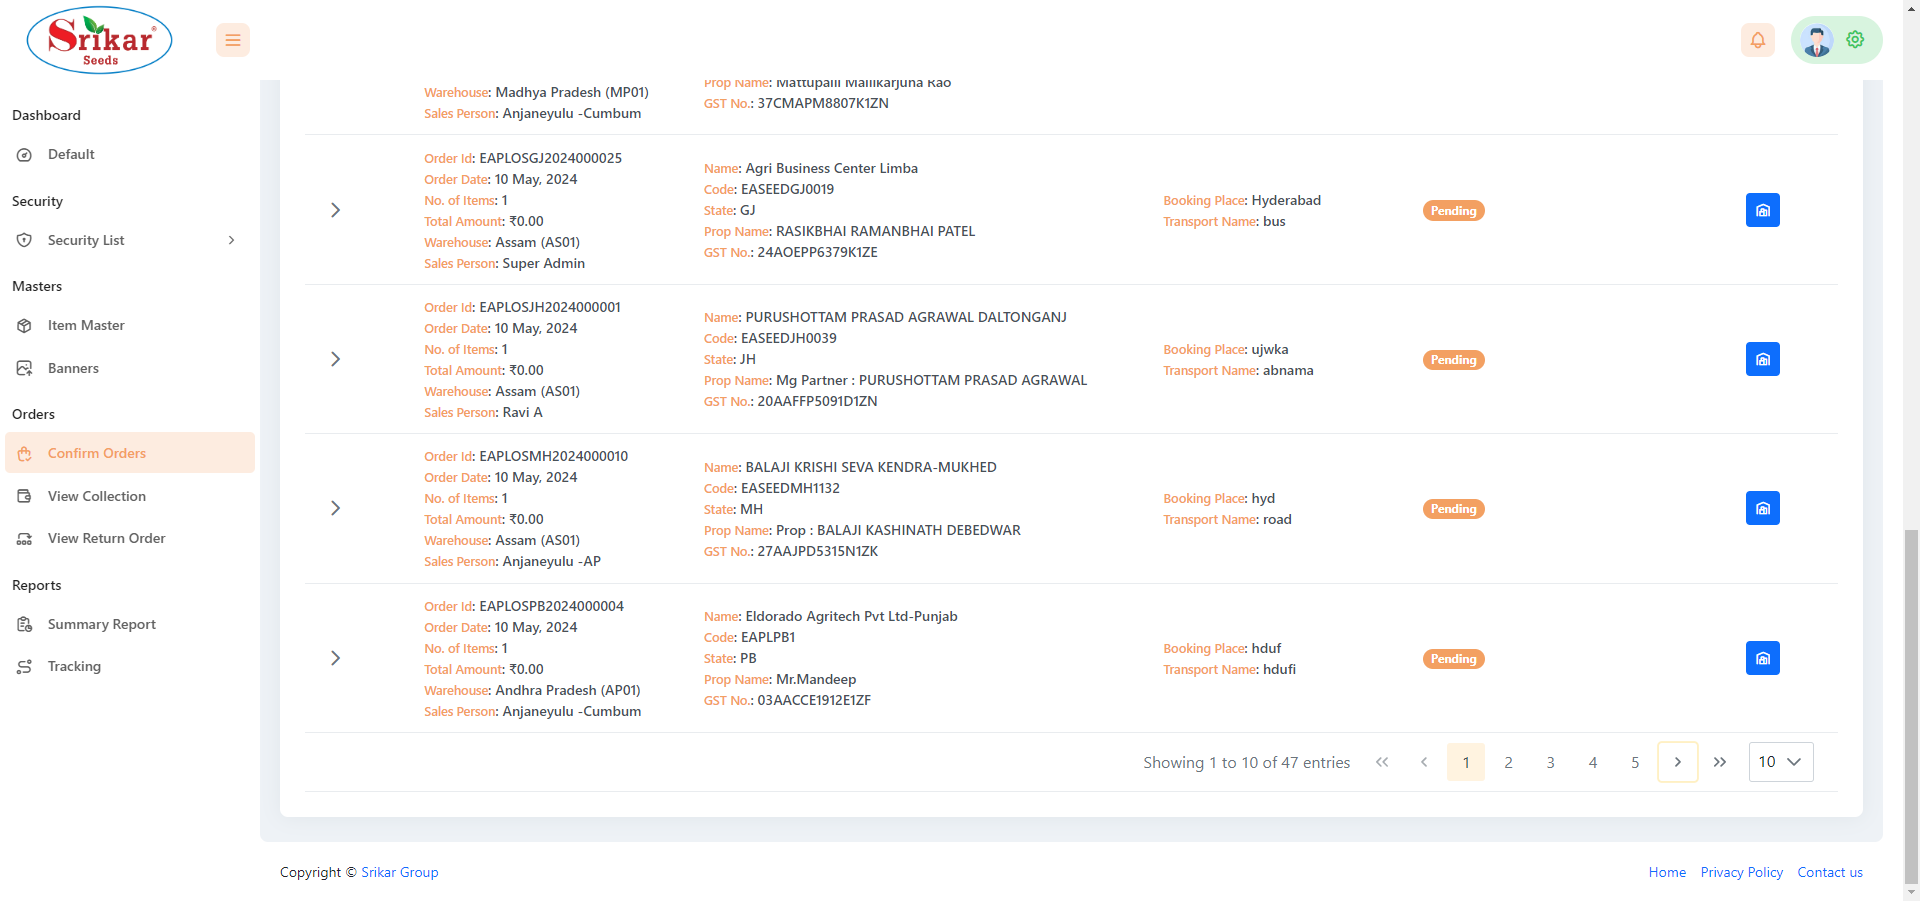 Srikar
Seeds
Dashboard
Default
Security
Security List
Masters
Item Master
Banners
Orders
Confirm Orders
View Collection
View Return Order
Reports
Summary Report
Tracking
Warehouse: Madhya Pradesh (MP01)
Sales Person: Anjaneyulu -Cumbum
Prop Name: Mattupalli Mallikarjuna Rao
GST No.: 37CMAPM8807K1ZN
Order Id: EAPLOSGJ2024000025
Order Date: 10 May, 2024
No. of Items: 1
Total Amount: ₹0.00
Warehouse: Assam (AS01)
Sales Person: Super Admin
Name: Agri Business Center Limba
Code: EASEEDGJ0019
State: GJ
Prop Name: RASIKBHAI RAMANBHAI PATEL
GST No.: 24AOEPP6379K1ZE
Booking Place: Hyderabad
Transport Name: bus
Pending
Order Id: EAPLOSJH2024000001
Order Date: 10 May, 2024
No. of Items: 1
Total Amount: ₹0.00
Warehouse: Assam (AS01)
Sales Person: Ravi A
Name: PURUSHOTTAM PRASAD AGRAWAL DALTONGANJ
Code: EASEEDJH0039
State: JH
Prop Name: Mg Partner : PURUSHOTTAM PRASAD AGRAWAL
GST No.: 20AAFFP5091D1ZN
Booking Place: ujwka
Transport Name: abnama
Pending
Order Id: EAPLOSMH2024000010
Order Date: 10 May, 2024
No. of Items: 1
Total Amount: ₹0.00
Warehouse: Assam (AS01)
Sales Person: Anjaneyulu -AP
Name: BALAJI KRISHI SEVA KENDRA-MUKHED
Code: EASEEDMH1132
State: MH
Prop Name: Prop : BALAJI KASHINATH DEBEDWAR
GST No.: 27AAJPD5315N1ZK
Booking Place: hyd
Transport Name: road
Pending
Order Id: EAPLOSPB2024000004
Order Date: 10 May, 2024
No. of Items: 1
Total Amount: ₹0.00
Warehouse: Andhra Pradesh (AP01)
Sales Person: Anjaneyulu -Cumbum
Name: Eldorado Agritech Pvt Ltd-Punjab
Code: EAPLPB1
State: PB
Prop Name: Mr.Mandeep
GST No.: 03AACCE1912E1ZF
Booking Place: hduf
Transport Name: hdufi
Pending
Showing 1 to 10 of 47 entries 1 2 3 4 5 10
Copyright © Srikar Group
Home Privacy Policy Contact us